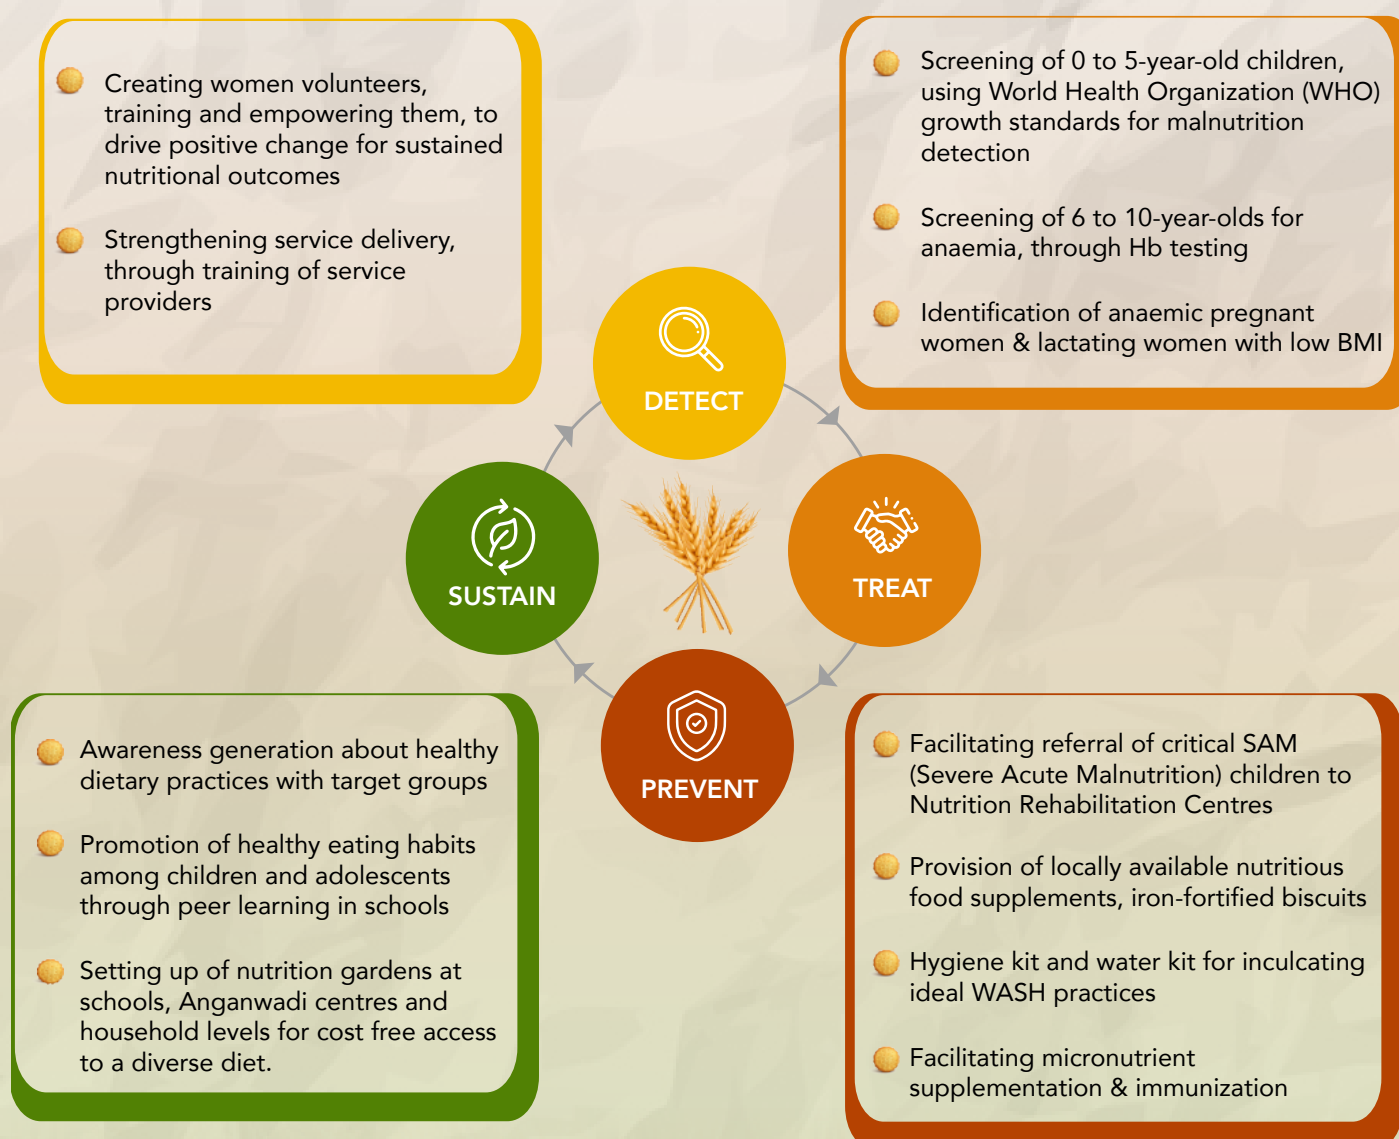 Creating women volunteers,
training and empowering them, to
drive positive change for sustained
nutritional outcomes
Strengthening service delivery,
through training of service
providers
Screening of 0 to 5-year-old children,
using World Health Organization (WHO)
growth standards for malnutrition
detection
Screening of 6 to 10-year-olds for
anaemia, through Hb testing
Identification of anaemic pregnant
women & lactating women with low BMI
DETECT
TREAT
PREVENT
SUSTAIN
Awareness generation about healthy
dietary practices with target groups
Promotion of healthy eating habits
among children and adolescents
through peer learning in schools
Setting up of nutrition gardens at
schools, Anganwadi centres and
household levels for cost free access
to a diverse diet.
Facilitating referral of critical SAM
(Severe Acute Malnutrition) children to
Nutrition Rehabilitation Centres
Provision of locally available nutritious
food supplements, iron-fortified biscuits
Hygiene kit and water kit for inculcating
ideal WASH practices
Facilitating micronutrient
supplementation & immunization